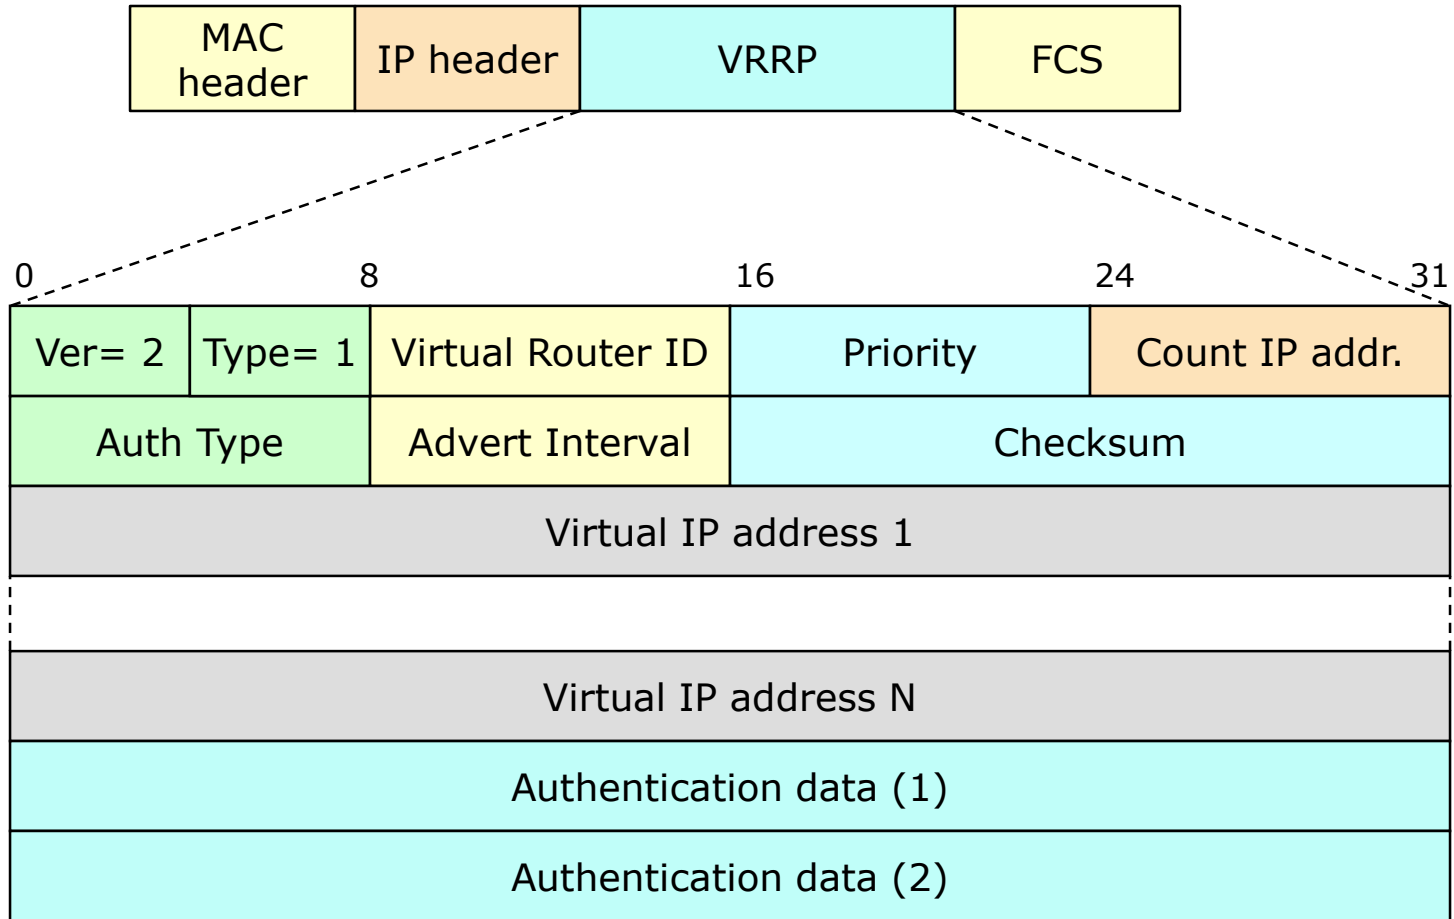 MAC header IP header VRRP FCS
0 8 16 24 31
Ver= 2 Type= 1 Virtual Router ID Priority Count IP addr.
Auth Type Advert Interval Checksum
Virtual IP address 1
Virtual IP address N
Authentication data (1)
Authentication data (2)